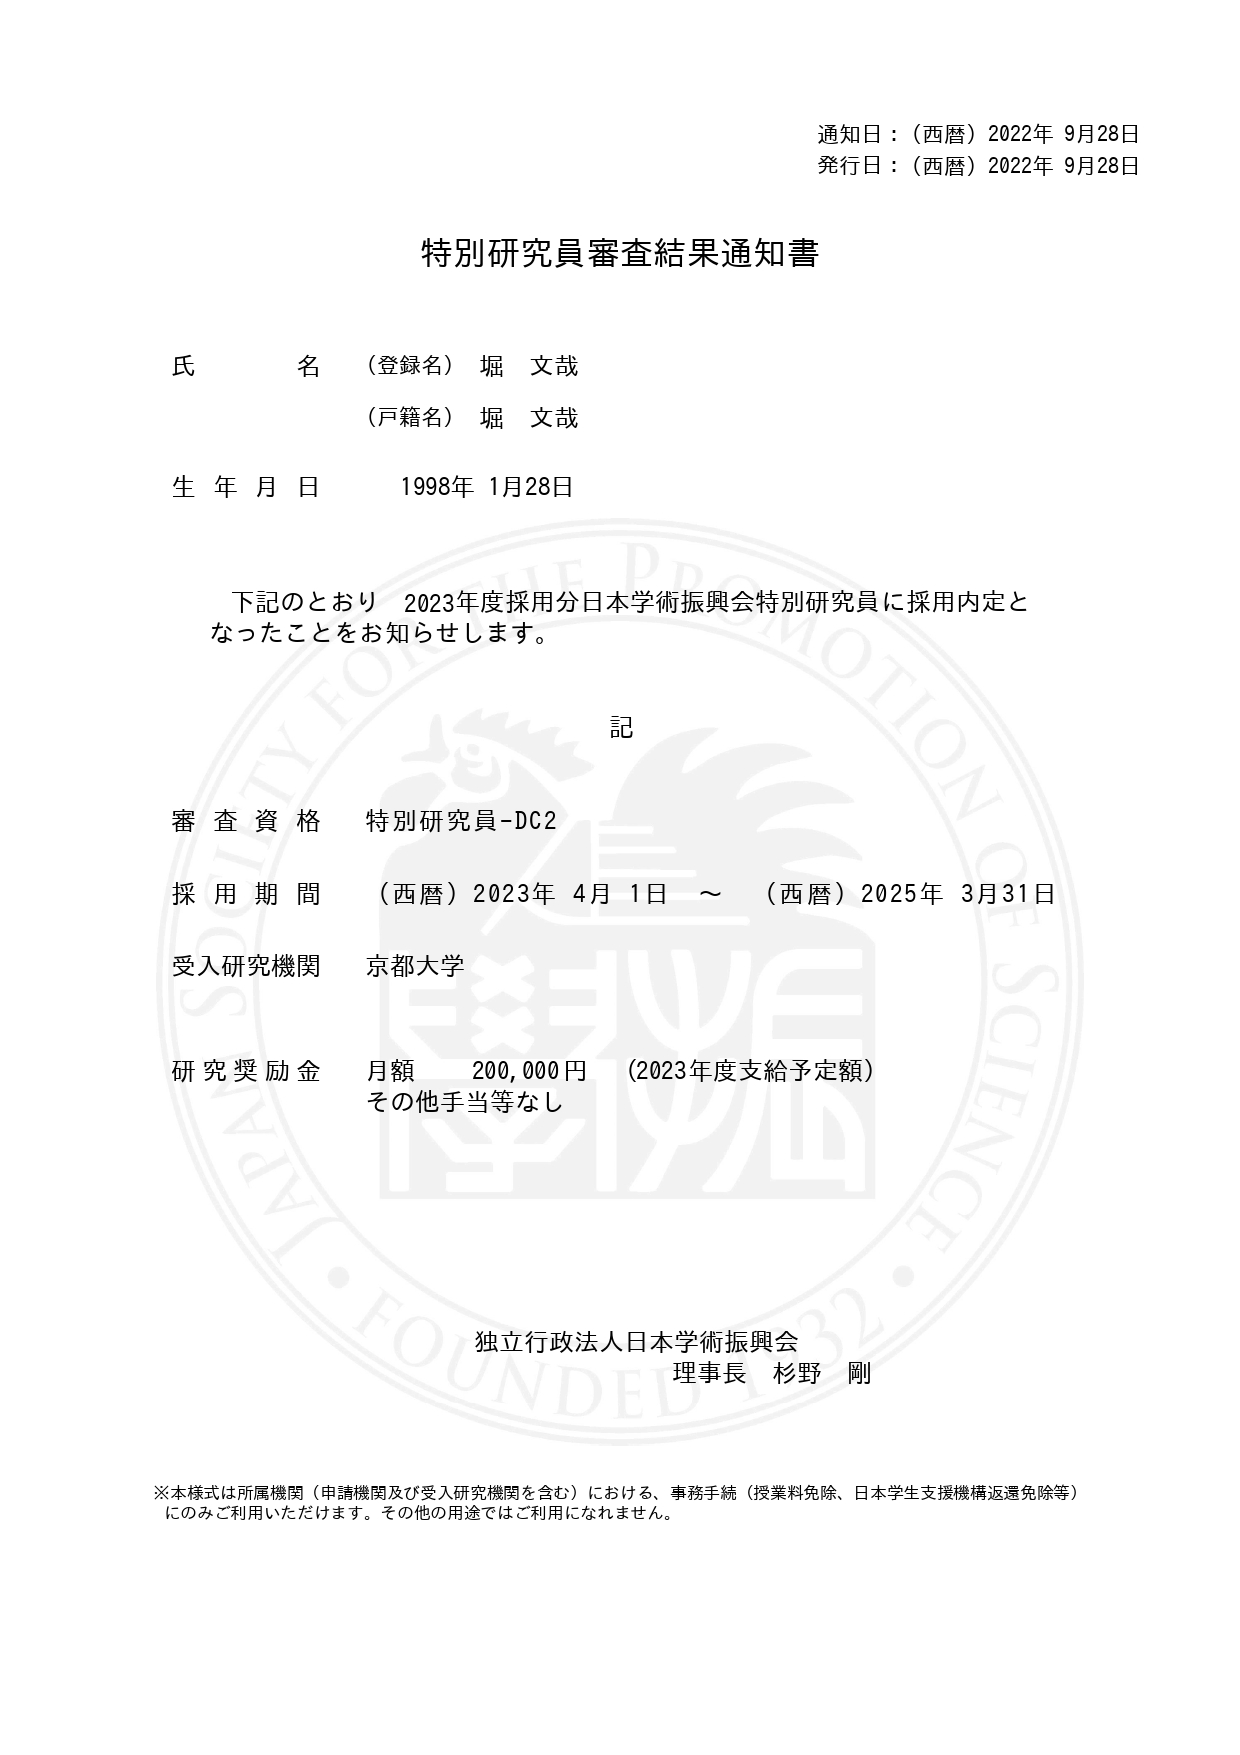 通知日：（西暦）2022年 9月28日
発行日：（西暦）2022年 9月28日
特別研究員審査結果通知書
氏名 （登録名） 堀　文哉
（戸籍名） 堀　文哉
生年月日 1998年 1月28日
下記のとおり　2023年度採用分日本学術振興会特別研究員に採用内定と
なったことをお知らせします。
記
審査資格 特別研究員-DC2
採用期間 （西暦）2023年 4月 1日 ～ （西暦）2025年 3月31日
受入研究機関 京都大学
研究奨励金 月額 200,000円 （2023年度支給予定額）
その他手当等なし
独立行政法人日本学術振興会
理事長　杉野　剛
※本様式は所属機関（申請機関及び受入研究機関を含む）における、事務手続（授業料免除、日本学生支援機構返還免除等）
にのみご利用いただけます。その他の用途ではご利用になれません。
JAPAN SOCIETY FOR THE PROMOTION OF SCIENCE
FOUNDED 1932
學術振